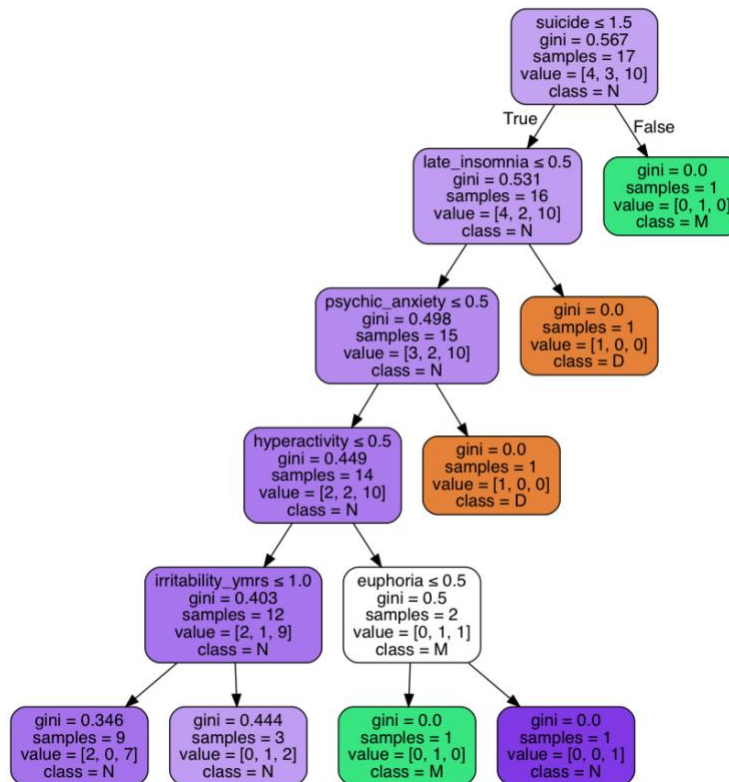 suicide ≤ 1.5
gini = 0.567
samples = 17
value = [4, 3, 10]
class = N
True
False
late_insomnia ≤ 0.5
gini = 0.531
samples = 16
value = [4, 2, 10]
class = N
gini = 0.0
samples = 1
value = [0, 1, 0]
class = M
psychic_anxiety ≤ 0.5
gini = 0.498
samples = 15
value = [3, 2, 10]
class = N
gini = 0.0
samples = 1
value = [1, 0, 0]
class = D
hyperactivity ≤ 0.5
gini = 0.449
samples = 14
value = [2, 2, 10]
class = N
gini = 0.0
samples = 1
value = [1, 0, 0]
class = D
irritability_ymrs ≤ 1.0
gini = 0.403
samples = 12
value = [2, 1, 9]
class = N
euphoria ≤ 0.5
gini = 0.5
samples = 2
value = [0, 1, 1]
class = M
gini = 0.346
samples = 9
value = [2, 0, 7]
class = N
gini = 0.444
samples = 3
value = [0, 1, 2]
class = N
gini = 0.0
samples = 1
value = [0, 1, 0]
class = M
gini = 0.0
samples = 1
value = [0, 0, 1]
class = N